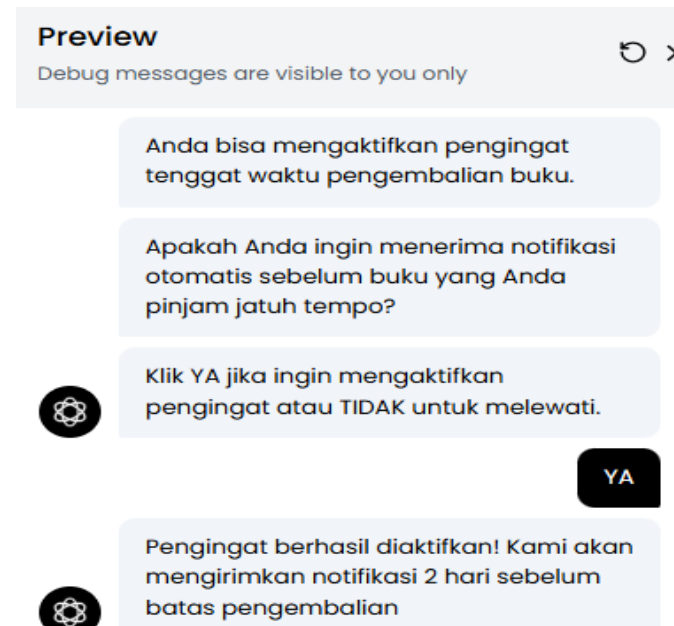 Preview
Debug messages are visible to you only
Anda bisa mengaktifkan pengingat
tenggat waktu pengembalian buku.
Apakah Anda ingin menerima notifikasi
otomatis sebelum buku yang Anda
pinjam jatuh tempo?
Klik YA jika ingin mengaktifkan
pengingat atau TIDAK untuk melewati.
YA
Pengingat berhasil diaktifkan! Kami akan
mengirimkan notifikasi 2 hari sebelum
batas pengembalian